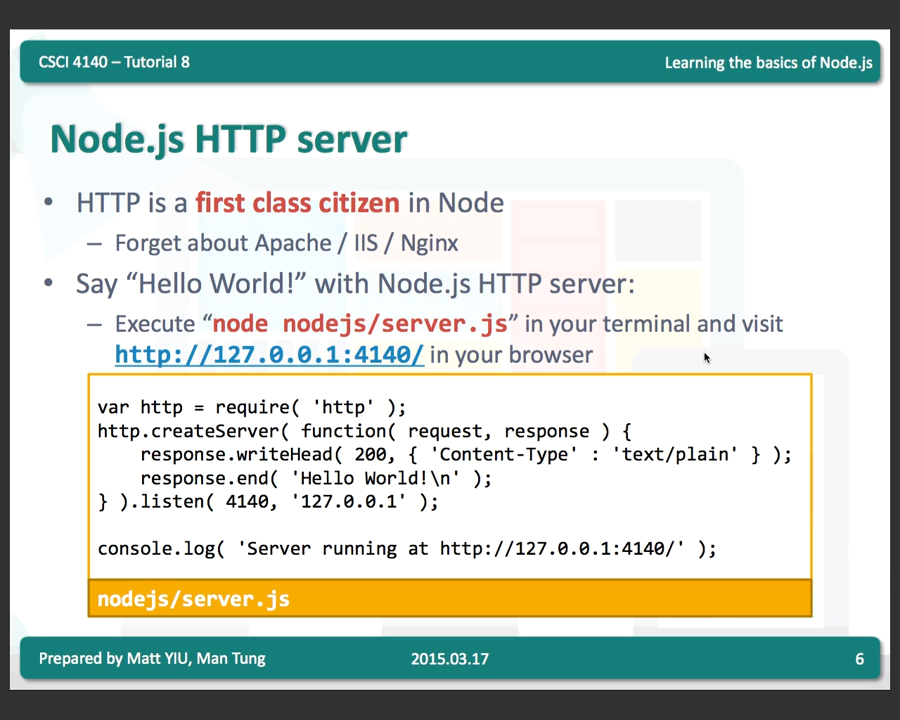 CSCI 4140 – Tutorial 8
Learning the basics of Node.js
Node.js HTTP server
• HTTP is a first class citizen in Node
– Forget about Apache / IIS / Nginx
• Say “Hello World!” with Node.js HTTP server:
– Execute “node nodejs/server.js” in your terminal and visit
http://127.0.0.1:4140/ in your browser
var http = require( 'http' );
http.createServer( function( request, response ) {
    response.writeHead( 200, { 'Content-Type' : 'text/plain' } );
    response.end( 'Hello World!\n' );
} ).listen( 4140, '127.0.0.1' );
console.log( 'Server running at http://127.0.0.1:4140/' );
nodejs/server.js
Prepared by Matt YIU, Man Tung
2015.03.17
6